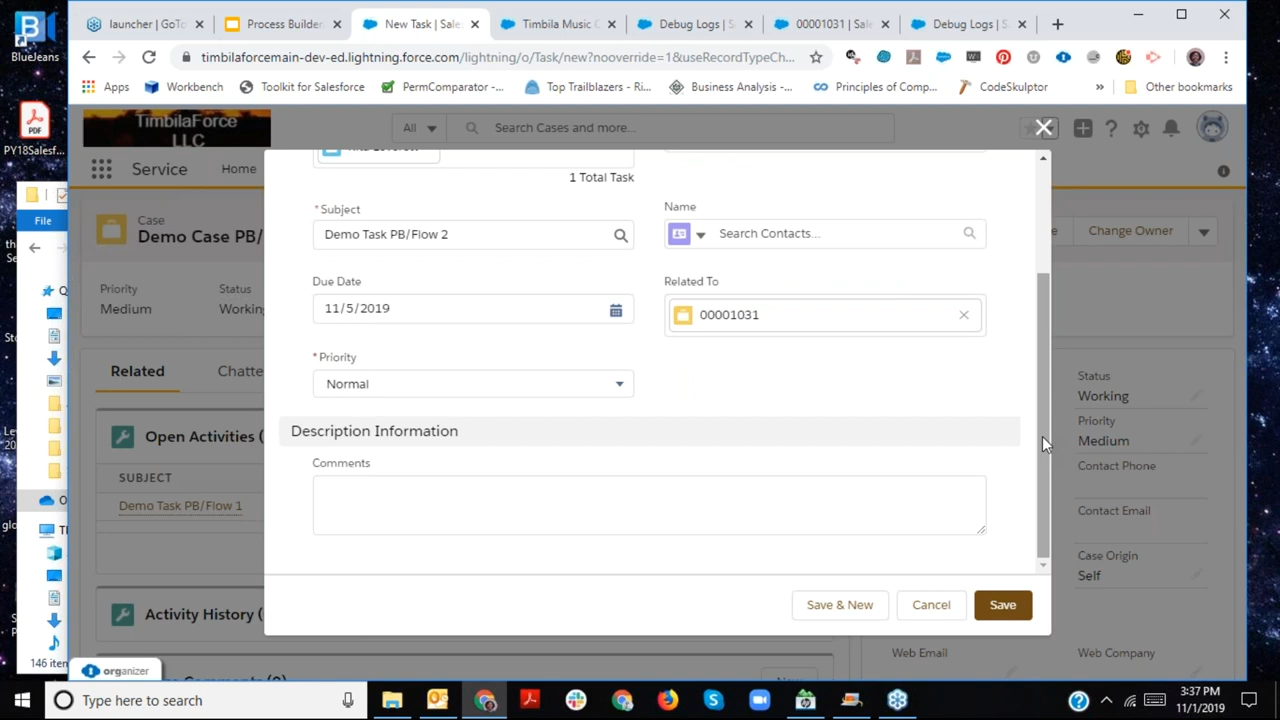 BlueJeans
PDF
PY18Salesf...
launcher | GoTo
Process Builder
New Task | Sale
Timbila Music C
Debug Logs | S
00001031 | Sale
Debug Logs | S
timbilaforcemain-dev-ed.lightning.force.com/lightning/o/Task/new?nooverride=1&useRecordTypeCh...
Apps
Workbench
Toolkit for Salesforce
PermComparator -...
Top Trailblazers - Ri...
Business Analysis -...
Principles of Comp...
CodeSkulptor
»
Other bookmarks
TimbilaForce
LLC
All
Search Cases and more...
Service
Home
File
Case
Demo Case PB/
Change Owner
Priority
Medium
Status
Working
Related
Chatte
Open Activities (
SUBJECT
Demo Task PB/Flow 1
Activity History (
1 Total Task
*Subject
Demo Task PB/Flow 2
Name
Search Contacts...
Due Date
11/5/2019
Related To
00001031
*Priority
Normal
Description Information
Comments
Save & New
Cancel
Save
Status
Working
Priority
Medium
Contact Phone
Contact Email
Case Origin
Self
Web Email
Web Company
146 iten
organizer
Type here to search
3:37 PM
11/1/2019